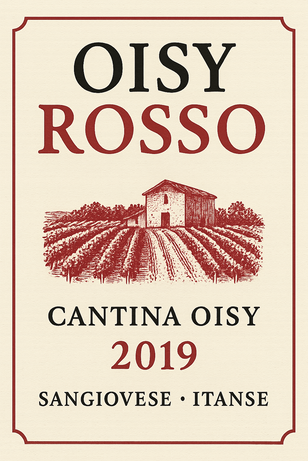 OISY
ROSSO
CANTINA OISY
2019
SANGIOVESE · ITANSE